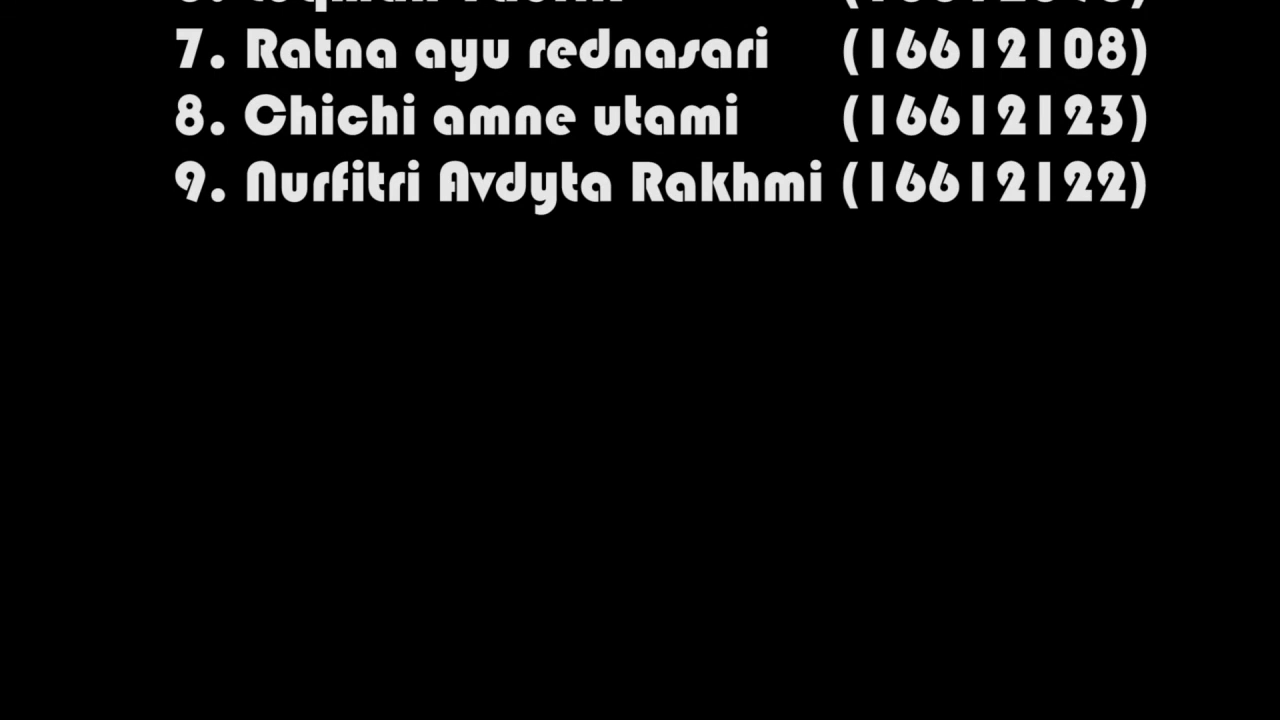 7. Ratna ayu rednasari (16612108)
8. Chichi amne utami (16612123)
9. Nurfitri Avdyta Rakhmi (16612122)